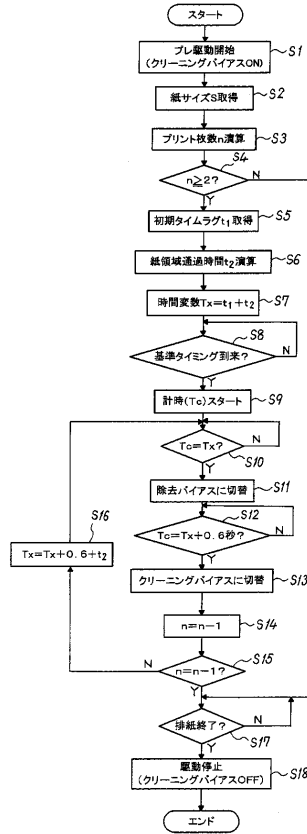 スタート
プレ駆動開始
(クリーニングバイアスON)
S1
紙サイズS取得
S2
プリント枚数n演算
S3
S4
n≧2?
N
Y
初期タイムラグt1取得
S5
紙領域通過時間t2演算
S6
時間変数Tx=t1+t2
S7
S8
基準タイミング到来?
N
Y
計時(Tc)スタート
S9
Tc=Tx?
N
S10
Y
除去バイアスに切替
S11
S12
Tc=Tx+0.6秒?
N
Y
クリーニングバイアスに切替
S13
n=n-1
S14
n=n-1?
S15
N
Y
S16
Tx=Tx+0.6+t2
排紙終了?
N
S17
Y
駆動停止
(クリーニングバイアスOFF)
S18
エンド